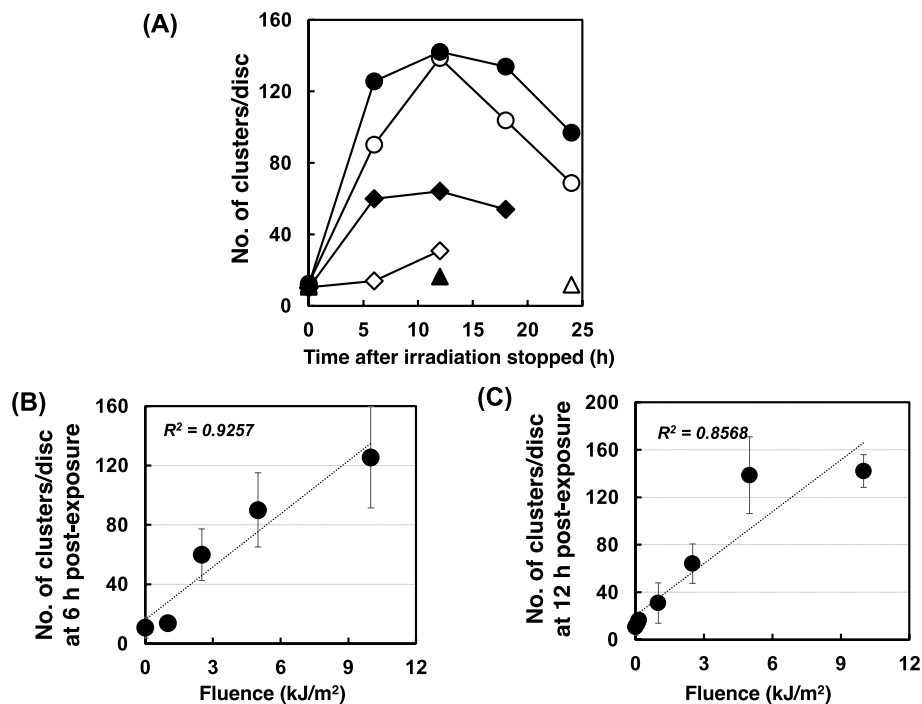 (A)
No. of clusters/disc
160
120
80
40
0
0 5 10 15 20 25
Time after irradiation stopped (h)
(B)
No. of clusters/disc
at 6 h post-exposure
160
120
80
40
0
R² = 0.9257
0 3 6 9 12
Fluence (kJ/m²)
(C)
No. of clusters/disc
at 12 h post-exposure
200
160
120
80
40
0
R² = 0.8568
0 3 6 9 12
Fluence (kJ/m²)